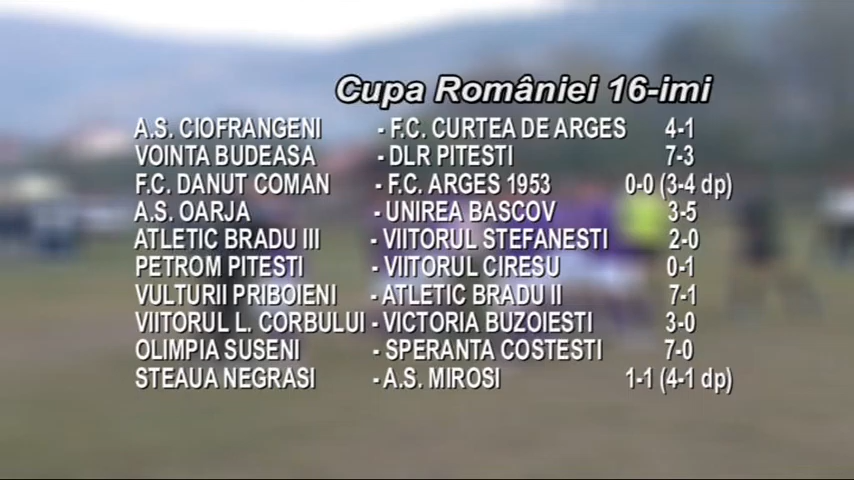 Cupa României 16-imi
A.S. CIOFRANGENI - F.C. CURTEA DE ARGES 4-1
VOINTA BUDEASA - DLR PITESTI 7-3
F.C. DANUT COMAN - F.C. ARGES 1953 0-0 (3-4 dp)
A.S. OARJA - UNIREA BASCOV 3-5
ATLETIC BRADU III - VIITORUL STEFANESTI 2-0
PETROM PITESTI - VIITORUL CIRESU 0-1
VULTURII PRIBOIENI - ATLETIC BRADU II 7-1
VIITORUL L. CORBULUI - VICTORIA BUZOIESTI 3-0
OLIMPIA SUSENI - SPERANTA COSTESTI 7-0
STEAUA NEGRASI - A.S. MIROSI 1-1 (4-1 dp)